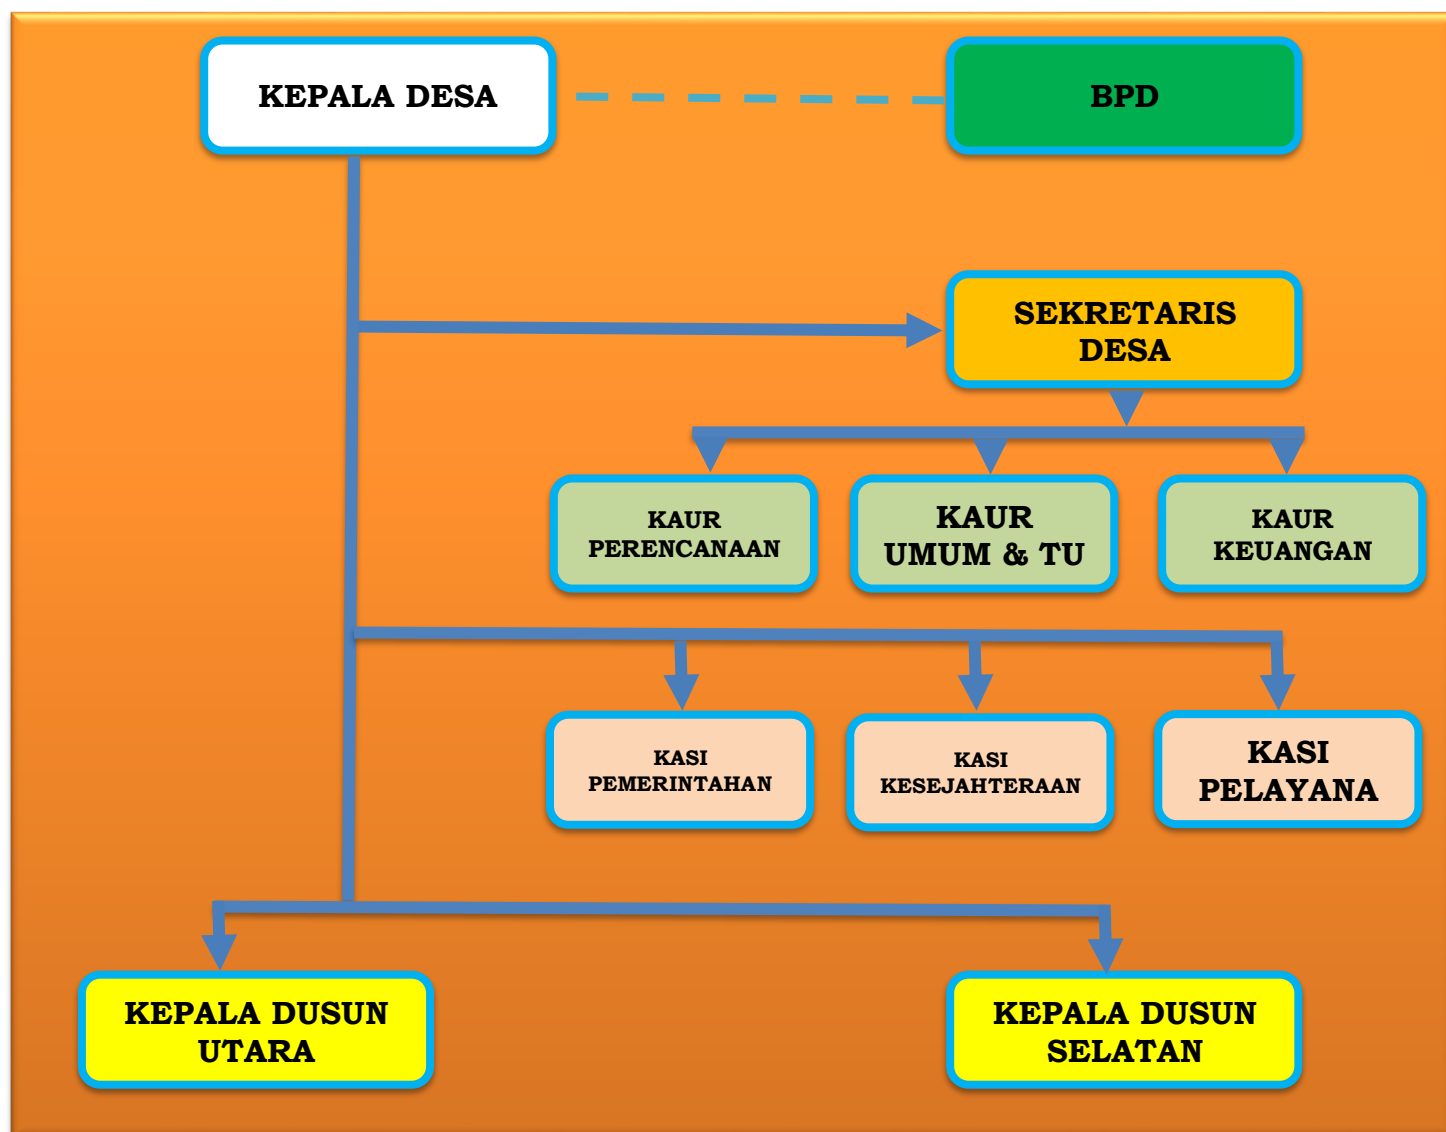 KEPALA DESA
BPD
SEKRETARIS
DESA
KAUR
PERENCANAAN
KAUR
UMUM & TU
KAUR
KEUANGAN
KASI
PEMERINTAHAN
KASI
KESEJAHTERAAN
KASI
PELAYANA
KEPALA DUSUN
UTARA
KEPALA DUSUN
SELATAN